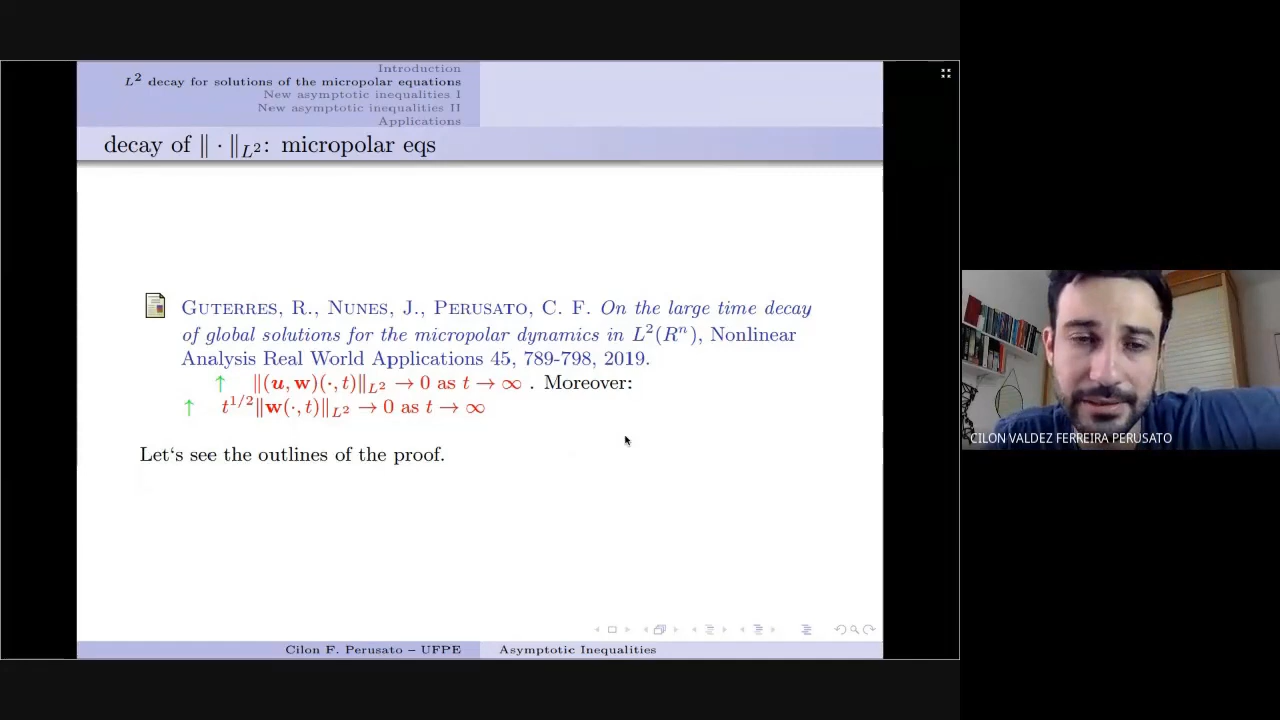 Introduction
L² decay for solutions of the micropolar equations
New asymptotic inequalities I
New asymptotic inequalities II
Applications
decay of ‖ · ‖_{L²}: micropolar eqs
GUTERRES, R., NUNES, J., PERUSATO, C. F. On the large time decay
of global solutions for the micropolar dynamics in L²(Rⁿ), Nonlinear
Analysis Real World Applications 45, 789-798, 2019.
↑ ‖(u, w)(·, t)‖_{L²} → 0 as t → ∞ . Moreover:
↑ t^{1/2}‖w(·, t)‖_{L²} → 0 as t → ∞
Let‘s see the outlines of the proof.
Cilon F. Perusato – UFPE
Asymptotic Inequalities
CILON VALDEZ FERREIRA PERUSATO